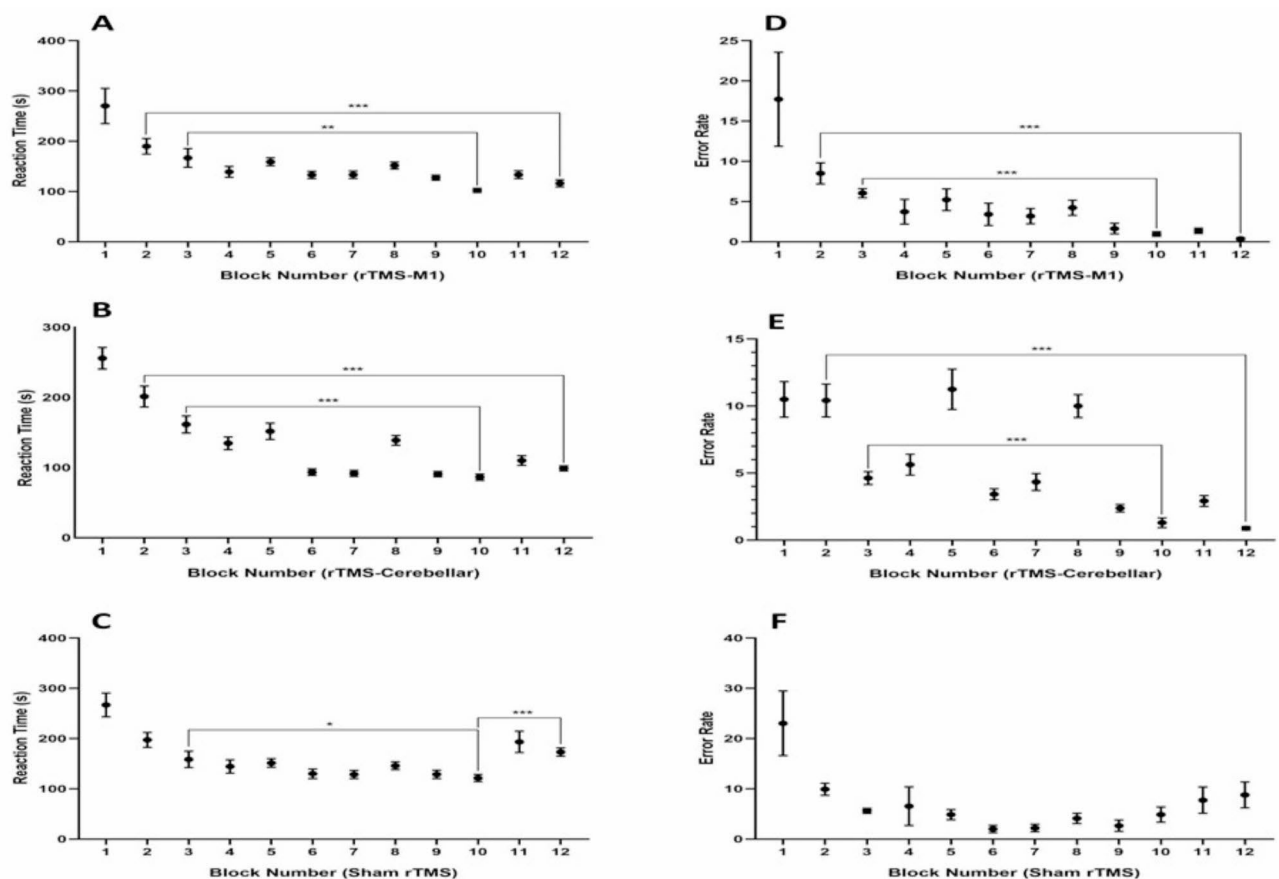 A
400
300
200
100
0
Reaction Time (s)
***
**
1 2 3 4 5 6 7 8 9 10 11 12
Block Number (rTMS-M1)
D
25
20
15
10
5
0
Error Rate
***
***
1 2 3 4 5 6 7 8 9 10 11 12
Block Number (rTMS-M1)
B
300
200
100
0
Reaction Time (s)
***
***
1 2 3 4 5 6 7 8 9 10 11 12
Block Number (rTMS-Cerebellar)
E
15
10
5
0
Error Rate
***
***
1 2 3 4 5 6 7 8 9 10 11 12
Block Number (rTMS-Cerebellar)
C
400
300
200
100
0
Reaction Time (s)
*
***
1 2 3 4 5 6 7 8 9 10 11 12
Block Number (Sham rTMS)
F
40
30
20
10
0
Error Rate
1 2 3 4 5 6 7 8 9 10 11 12
Block Number (Sham rTMS)